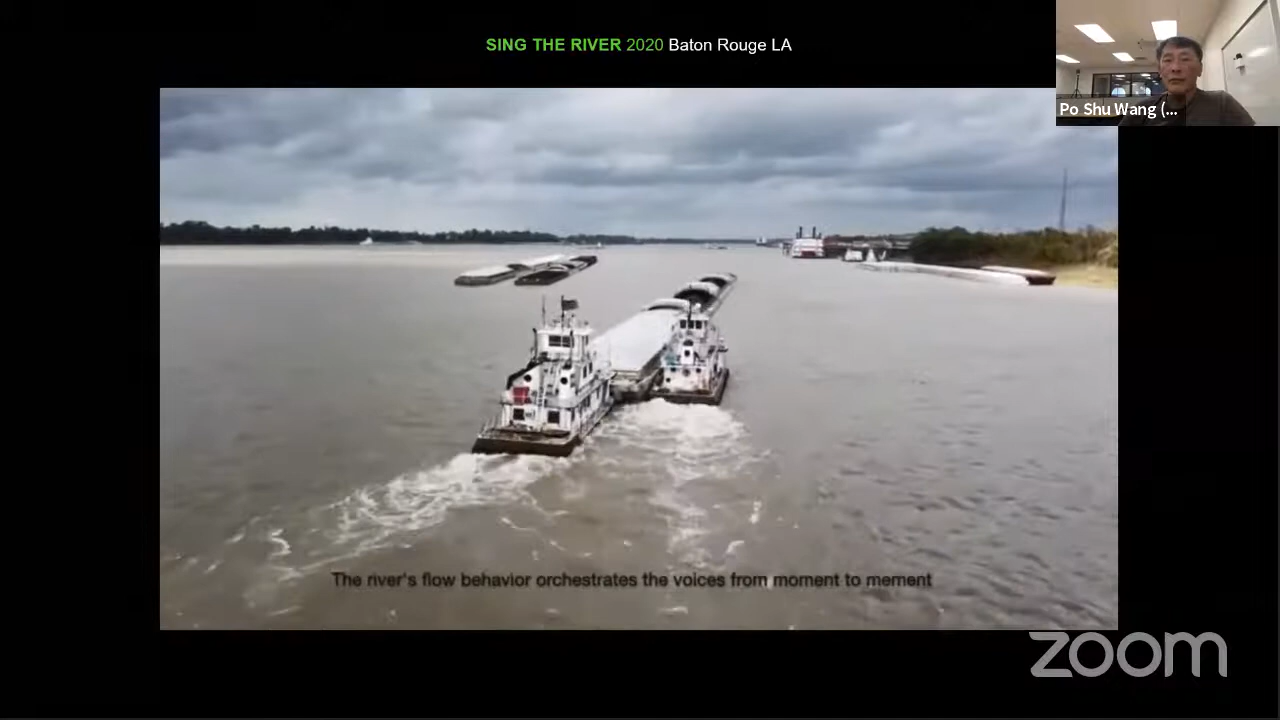 SING THE RIVER 2020 Baton Rouge LA
Po Shu Wang (...
The river's flow behavior orchestrates the voices from moment to mement
zoom